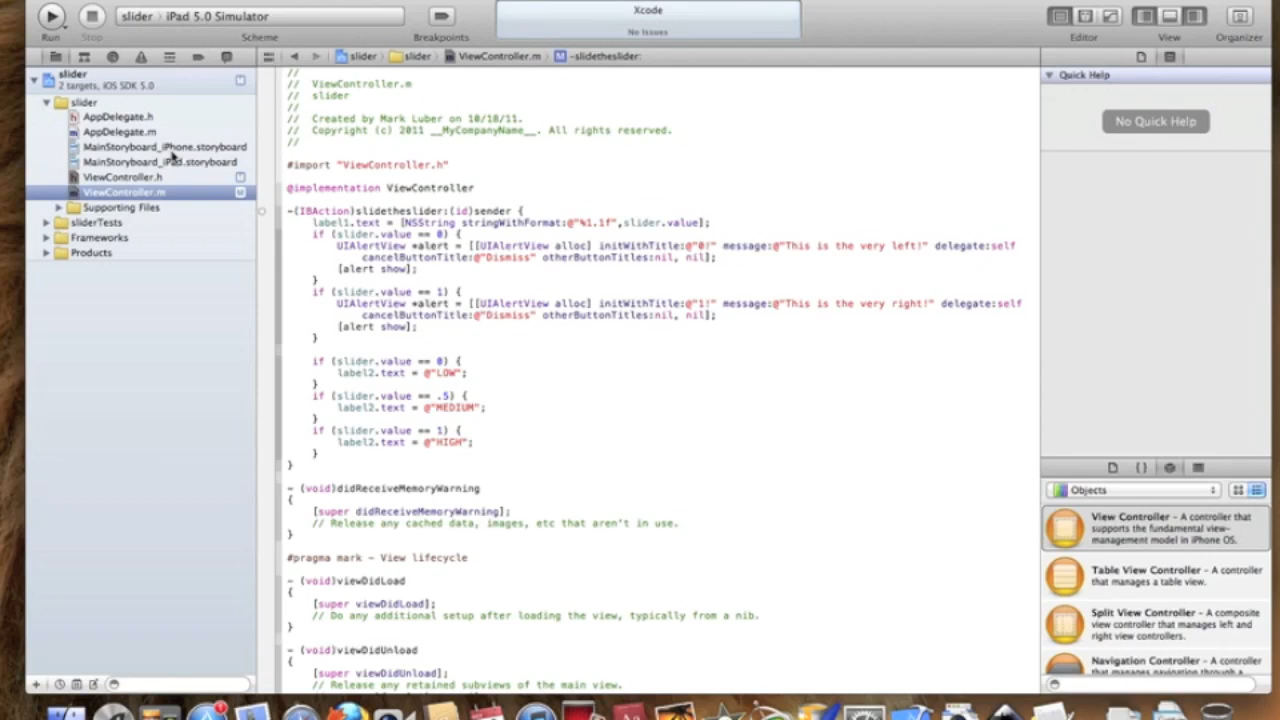 slider › iPad 5.0 Simulator
Xcode
No Issues
Run
Stop
Scheme
Breakpoints
Editor
View
Organizer
slider
2 targets, iOS SDK 5.0
slider
AppDelegate.h
AppDelegate.m
MainStoryboard_iPhone.storyboard
MainStoryboard_iPad.storyboard
ViewController.h
ViewController.m
M
Supporting Files
sliderTests
Frameworks
Products
slider › slider › ViewController.m › M -slidetheslider:
//
// ViewController.m
// slider
//
// Created by Mark Luber on 10/18/11.
// Copyright (c) 2011 __MyCompanyName__. All rights reserved.
//
#import "ViewController.h"
@implementation ViewController
-(IBAction)slidetheslider:(id)sender {
label1.text = [NSString stringWithFormat:@"%1.1f",slider.value];
if (slider.value == 0) {
UIAlertView *alert = [[UIAlertView alloc] initWithTitle:@"0!" message:@"This is the very left!" delegate:self
cancelButtonTitle:@"Dismiss" otherButtonTitles:nil, nil];
[alert show];
}
if (slider.value == 1) {
UIAlertView *alert = [[UIAlertView alloc] initWithTitle:@"1!" message:@"This is the very right!" delegate:self
cancelButtonTitle:@"Dismiss" otherButtonTitles:nil, nil];
[alert show];
}
if (slider.value == 0) {
label2.text = @"LOW";
}
if (slider.value == .5) {
label2.text = @"MEDIUM";
}
if (slider.value == 1) {
label2.text = @"HIGH";
}
}
- (void)didReceiveMemoryWarning
{
[super didReceiveMemoryWarning];
// Release any cached data, images, etc that aren't in use.
}
#pragma mark - View lifecycle
- (void)viewDidLoad
{
[super viewDidLoad];
// Do any additional setup after loading the view, typically from a nib.
}
- (void)viewDidUnload
{
[super viewDidUnload];
// Release any retained subviews of the main view.
Quick Help
No Quick Help
{}
Objects
View Controller - A controller that
supports the fundamental view-
management model in iPhone OS.
Table View Controller - A controller
that manages a table view.
Split View Controller - A composite
view controller that manages left and
right view controllers.
Navigation Controller - A controller
that manages navigation through a